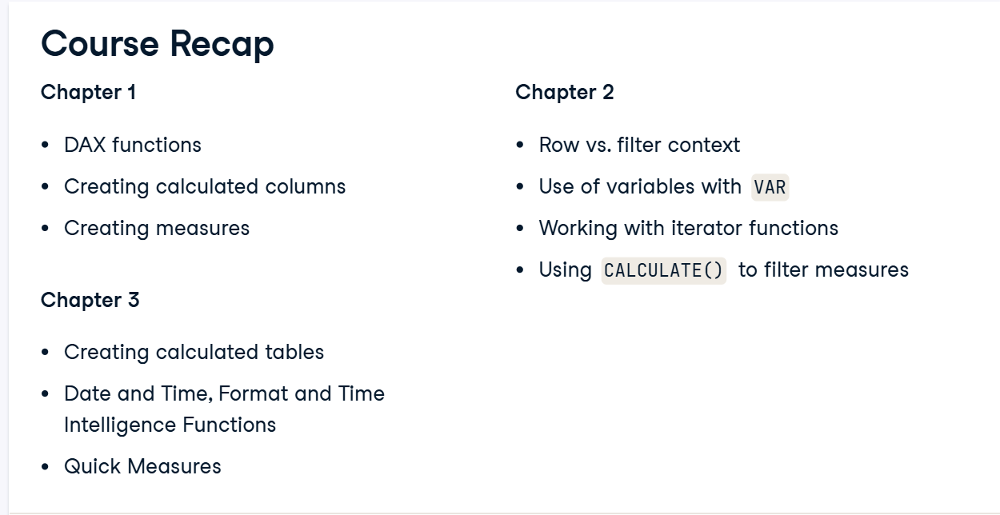 Course Recap
Chapter 1
• DAX functions
• Creating calculated columns
• Creating measures
Chapter 2
• Row vs. filter context
• Use of variables with VAR
• Working with iterator functions
• Using CALCULATE() to filter measures
Chapter 3
• Creating calculated tables
• Date and Time, Format and Time
Intelligence Functions
• Quick Measures